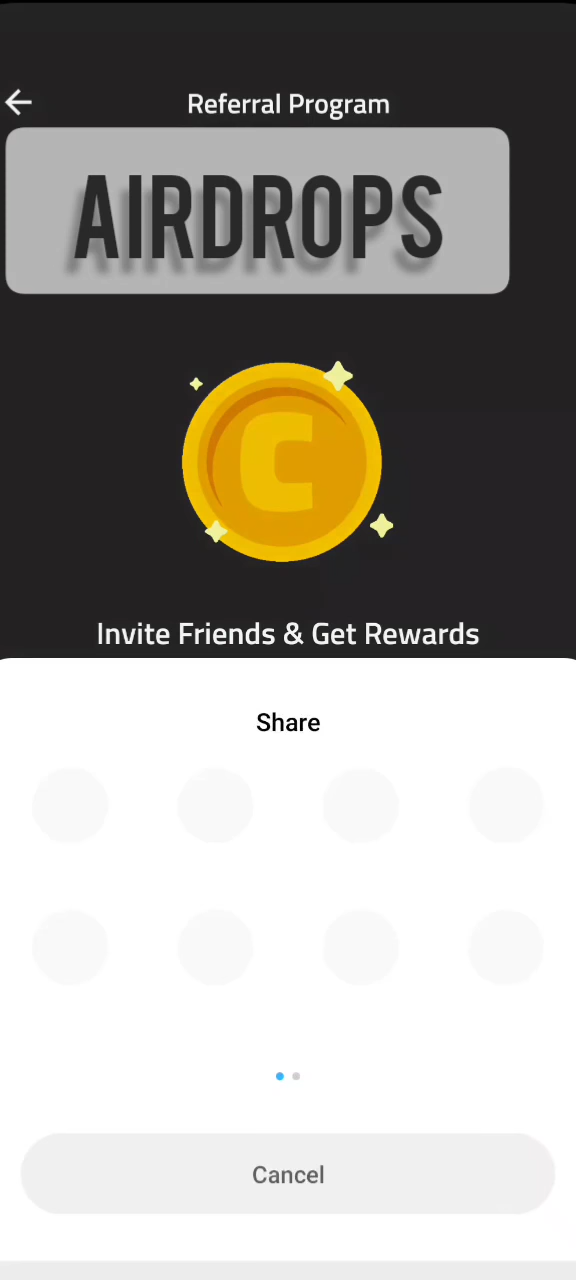 Referral Program
AIRDROPS
C
Invite Friends & Get Rewards
Share
Cancel